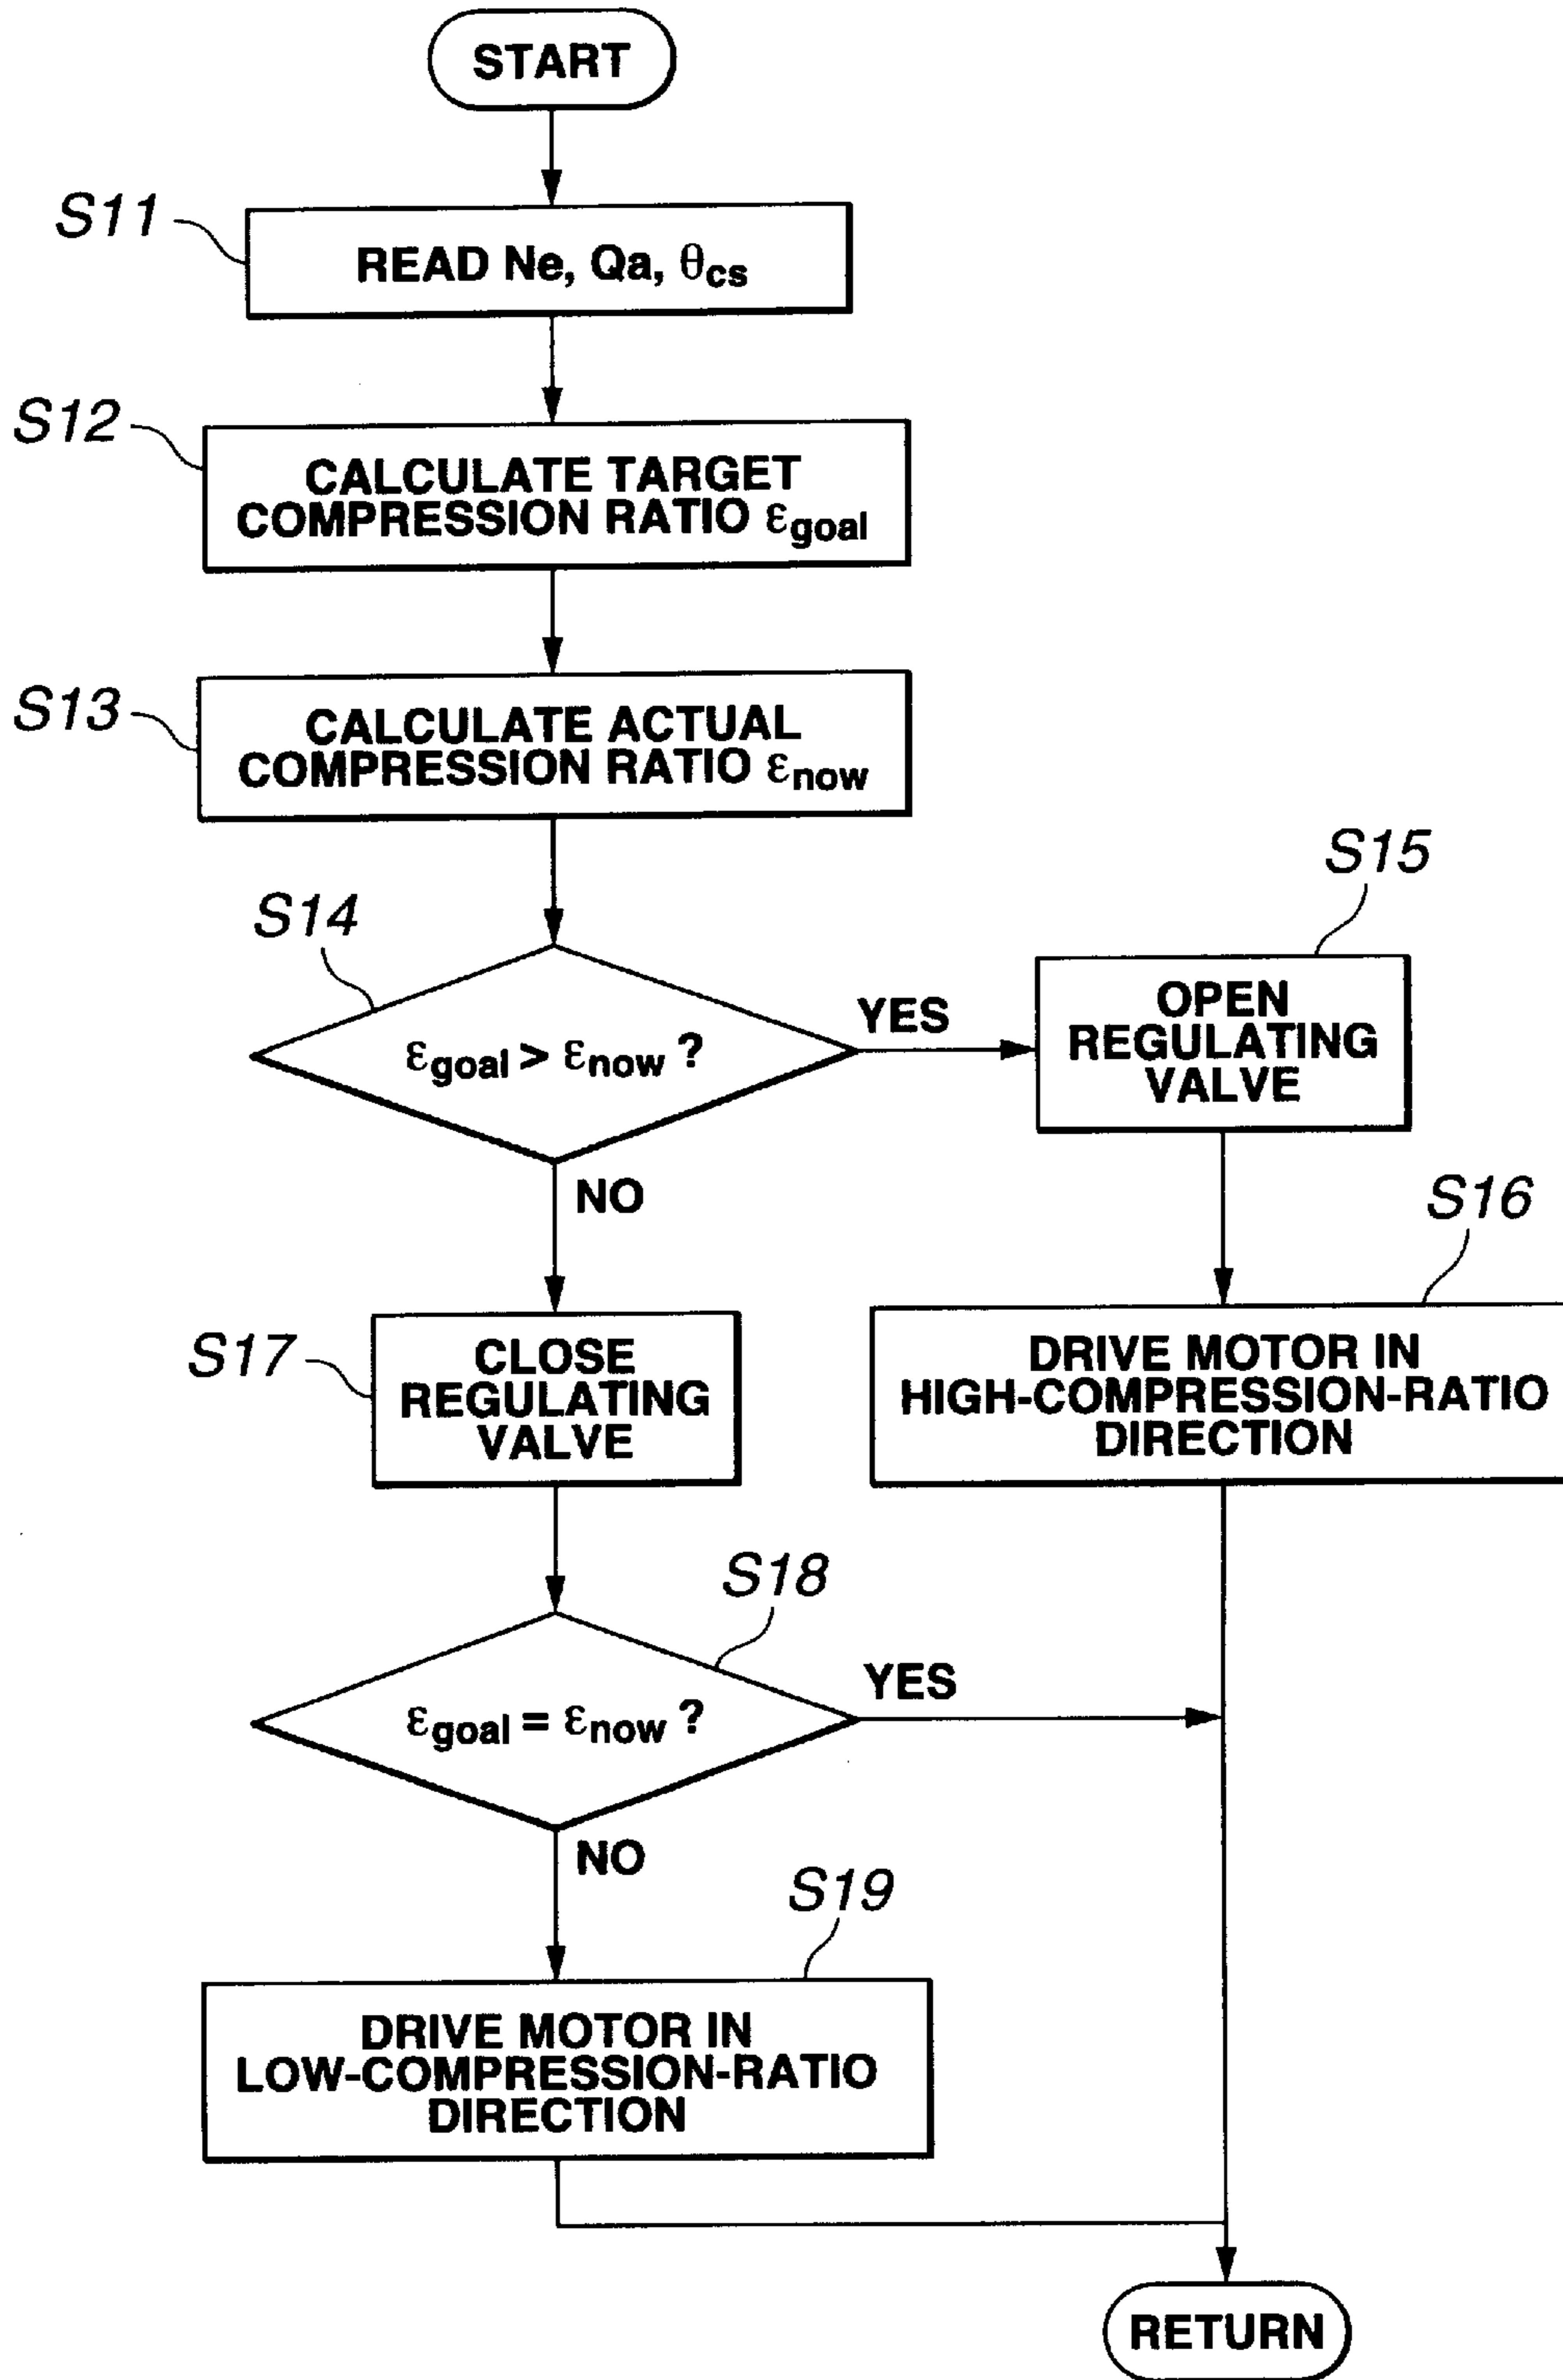 START
S11
READ Ne, Qa, θcs
S12
CALCULATE TARGET
COMPRESSION RATIO εgoal
S13
CALCULATE ACTUAL
COMPRESSION RATIO εnow
S14
εgoal > εnow ?
YES
S15
OPEN
REGULATING
VALVE
NO
S16
DRIVE MOTOR IN
HIGH-COMPRESSION-RATIO
DIRECTION
S17
CLOSE
REGULATING
VALVE
S18
εgoal = εnow ?
YES
NO
S19
DRIVE MOTOR IN
LOW-COMPRESSION-RATIO
DIRECTION
RETURN